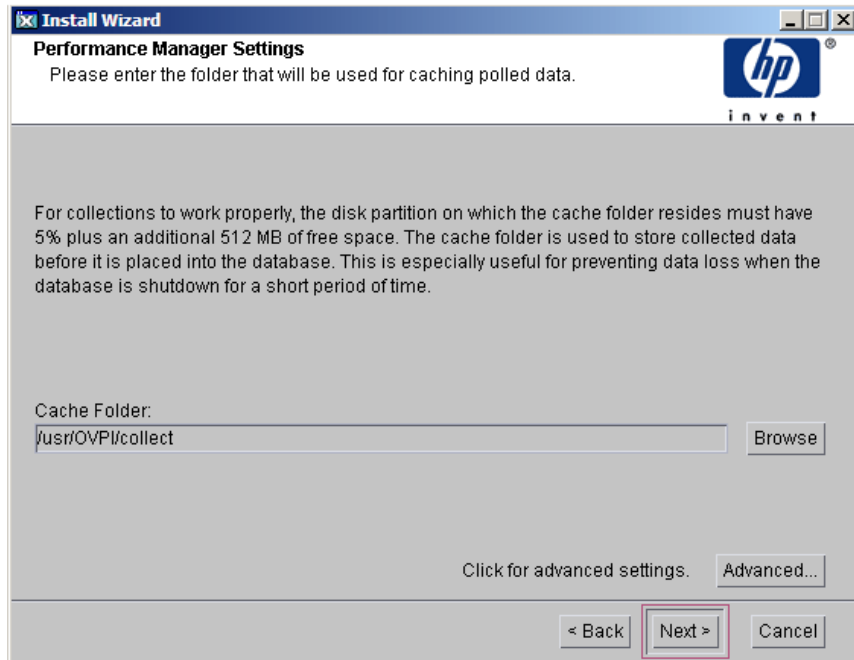 Install Wizard
Performance Manager Settings
Please enter the folder that will be used for caching polled data.
hp
®
invent
For collections to work properly, the disk partition on which the cache folder resides must have
5% plus an additional 512 MB of free space. The cache folder is used to store collected data
before it is placed into the database. This is especially useful for preventing data loss when the
database is shutdown for a short period of time.
Cache Folder:
/usr/OVPI/collect
Browse
Click for advanced settings. Advanced...
< Back Next > Cancel